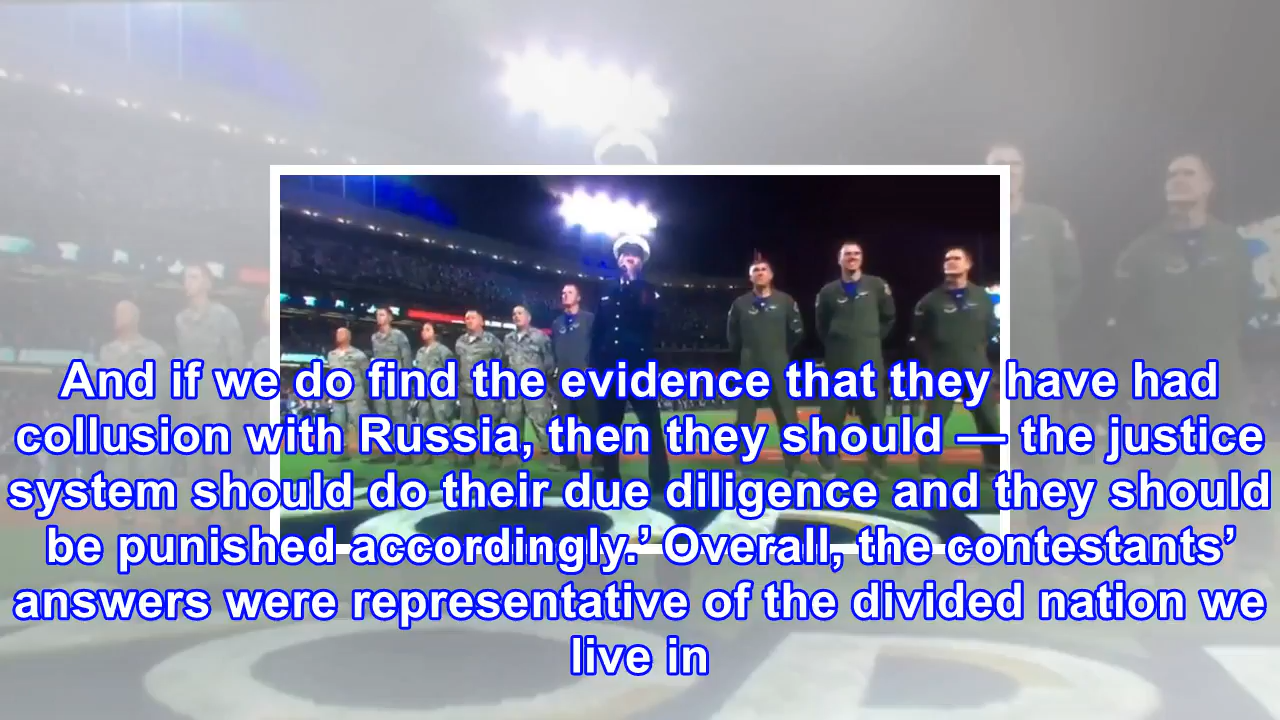 And if we do find the evidence that they have had
collusion with Russia, then they should — the justice
system should do their due diligence and they should
be punished accordingly.’ Overall, the contestants’
answers were representative of the divided nation we
live in